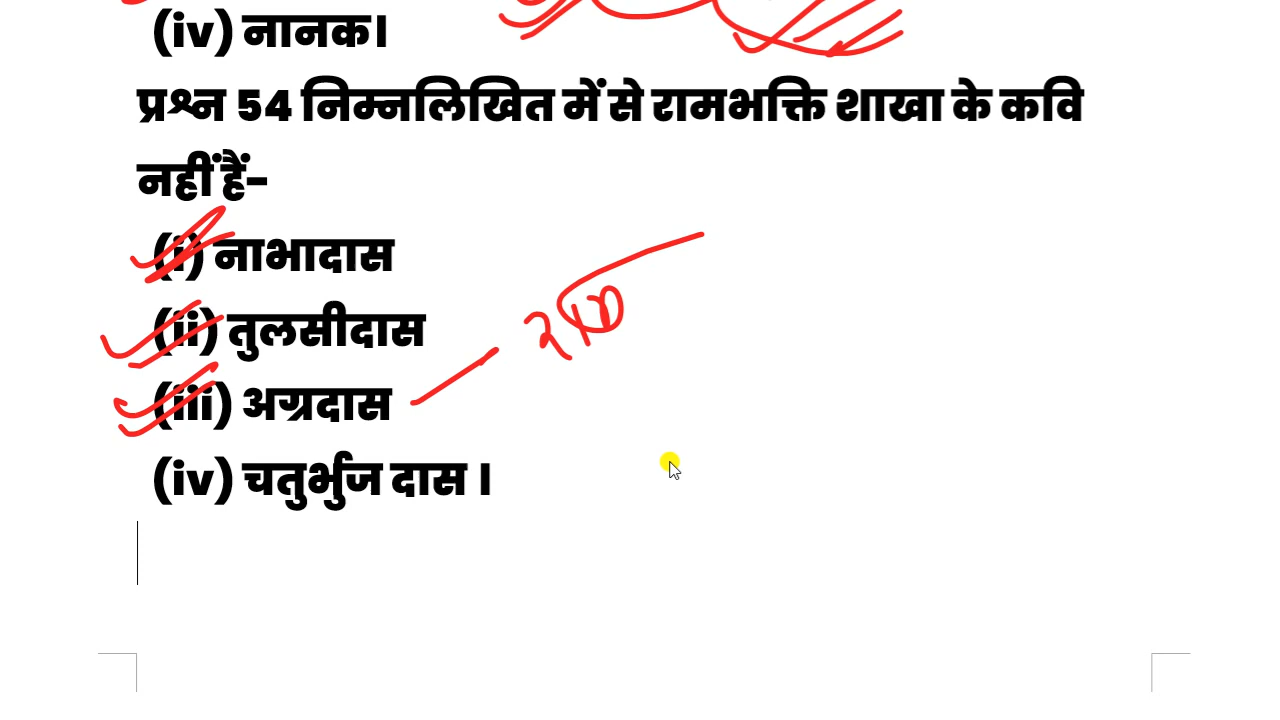 (iv) नानक।
प्रश्न 54 निम्नलिखित में से रामभक्ति शाखा के कवि
नहीं हैं-
(i) नाभादास
(ii) तुलसीदास
(iii) अग्रदास
(iv) चतुर्भुज दास ।